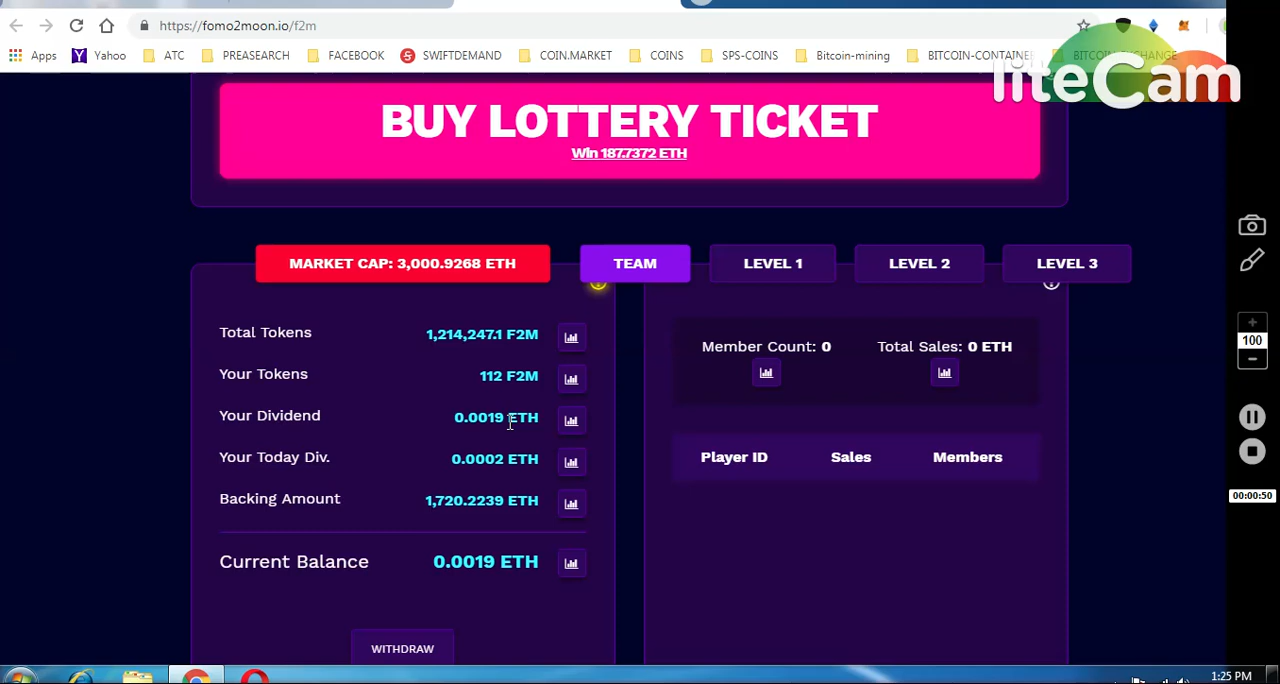 https://fomo2moon.io/f2m
Apps Yahoo ATC PREASEARCH FACEBOOK SWIFTDEMAND COIN.MARKET COINS SPS-COINS Bitcoin-mining BITCOIN-CONTAINE BITCOIN-EXCHANGE
liteCam
BUY LOTTERY TICKET
Win 187.7372 ETH
MARKET CAP: 3,000.9268 ETH TEAM LEVEL 1 LEVEL 2 LEVEL 3
Total Tokens 1,214,247.1 F2M
Your Tokens 112 F2M
Your Dividend 0.0019 ETH
Your Today Div. 0.0002 ETH
Backing Amount 1,720.2239 ETH
Current Balance 0.0019 ETH
WITHDRAW
Member Count: 0 Total Sales: 0 ETH
Player ID Sales Members
100
00:00:50
1:25 PM